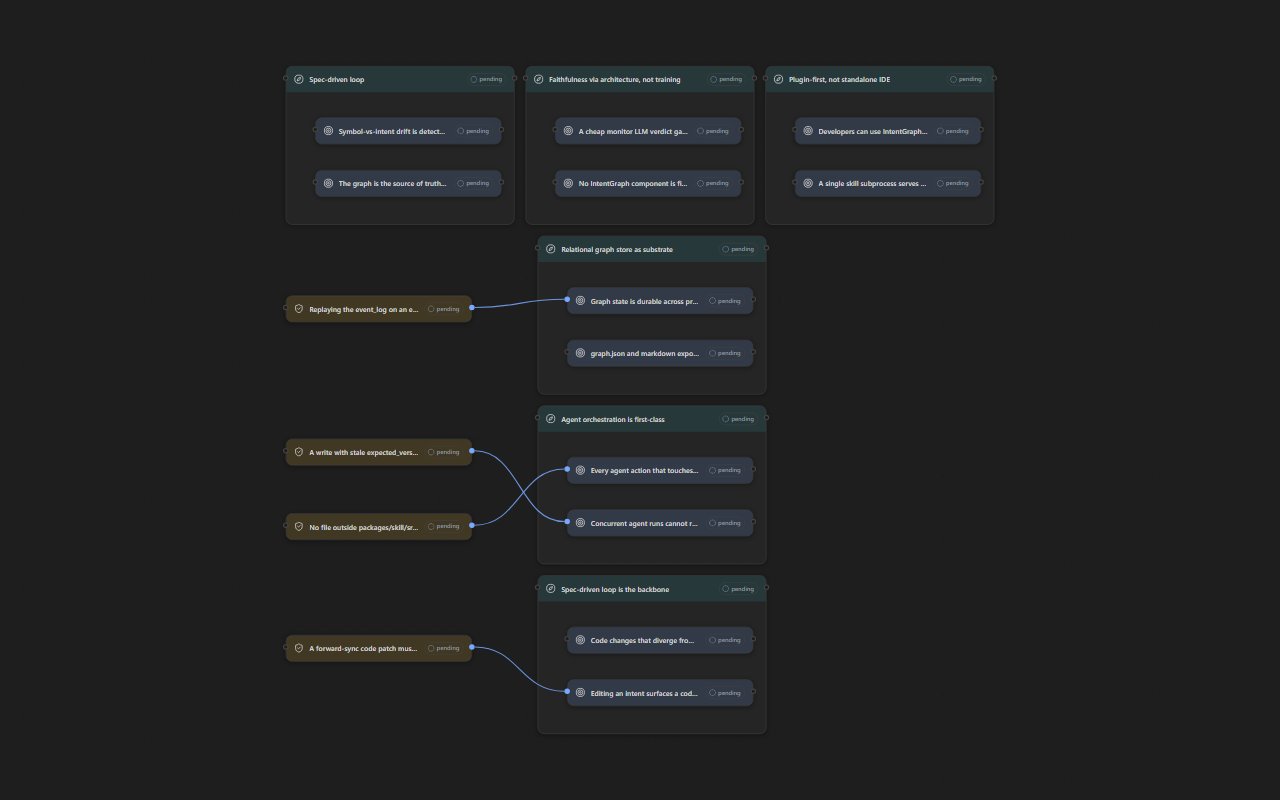 Spec-driven loop pending
Faithfulness via architecture, not training pending
Plugin-first, not standalone IDE pending
Symbol-vs-intent drift is detect... pending
A cheap monitor LLM verdict ga... pending
Developers can use IntentGraph... pending
The graph is the source of truth... pending
No IntentGraph component is fi... pending
A single skill subprocess serves ... pending
Relational graph store as substrate pending
Replaying the event_log on an e... pending
Graph state is durable across pr... pending
graph.json and markdown expo... pending
Agent orchestration is first-class pending
A write with stale expected_vers... pending
Every agent action that touches... pending
No file outside packages/skill/sr... pending
Concurrent agent runs cannot r... pending
Spec-driven loop is the backbone pending
A forward-sync code patch mus... pending
Code changes that diverge fro... pending
Editing an intent surfaces a cod... pending